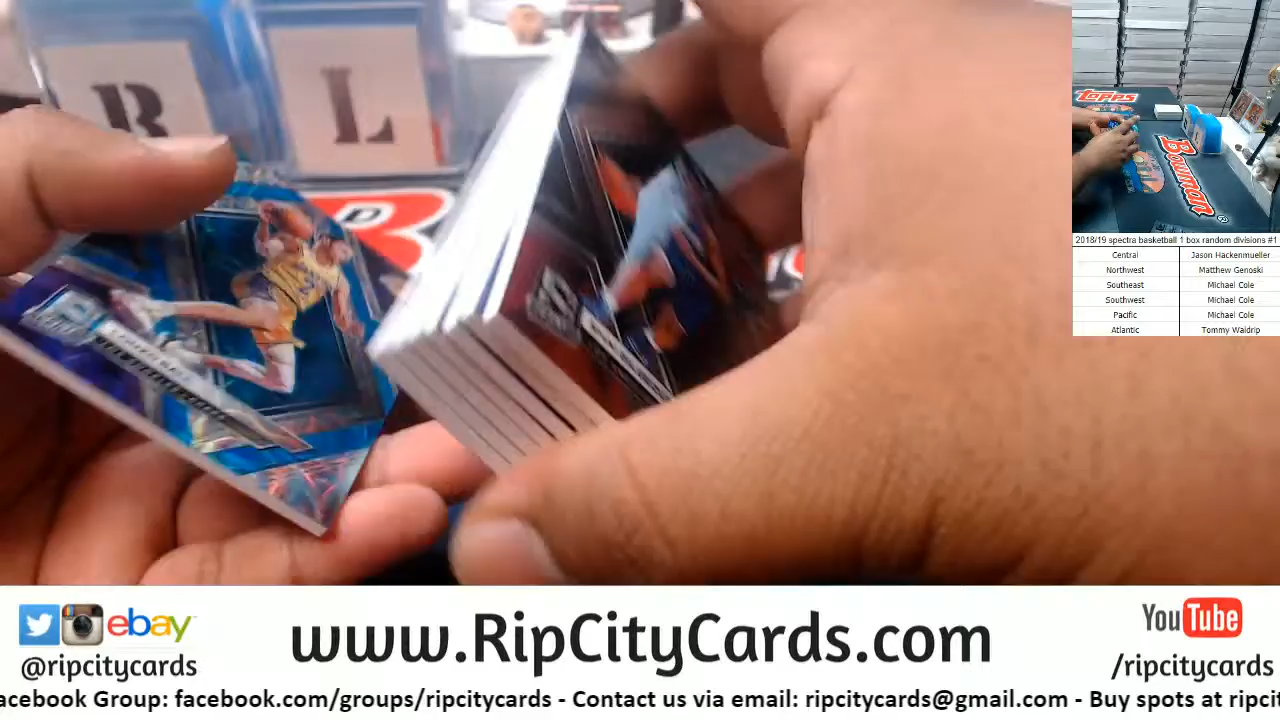 B L
D
TOPPS
Bowman
2018/19 spectra basketball 1 box random divisions #1
Central Jason Hackenmueller
Northwest Matthew Genoski
Southeast Michael Cole
Southwest Michael Cole
Pacific Michael Cole
Atlantic Tommy Waldrip
ebay
@ripcitycards
www.RipCityCards.com
YouTube
/ripcitycards
acebook Group: facebook.com/groups/ripcitycards - Contact us via email: ripcitycards@gmail.com - Buy spots at ripci